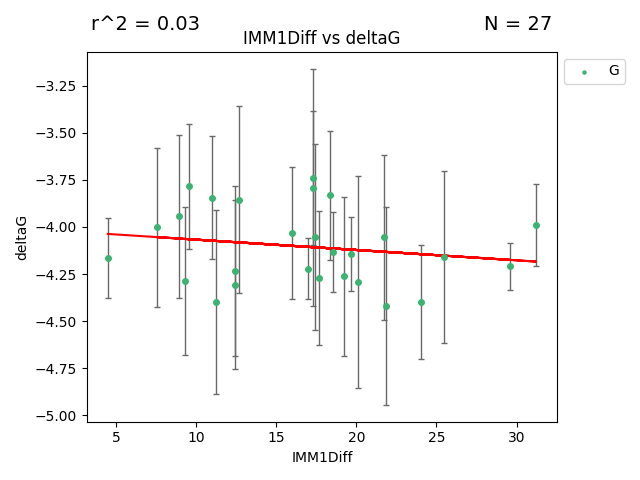 r^2 = 0.03
N = 27
IMM1Diff vs deltaG
G
−3.25
−3.50
−3.75
−4.00
−4.25
−4.50
−4.75
−5.00
deltaG
5 10 15 20 25 30
IMM1Diff